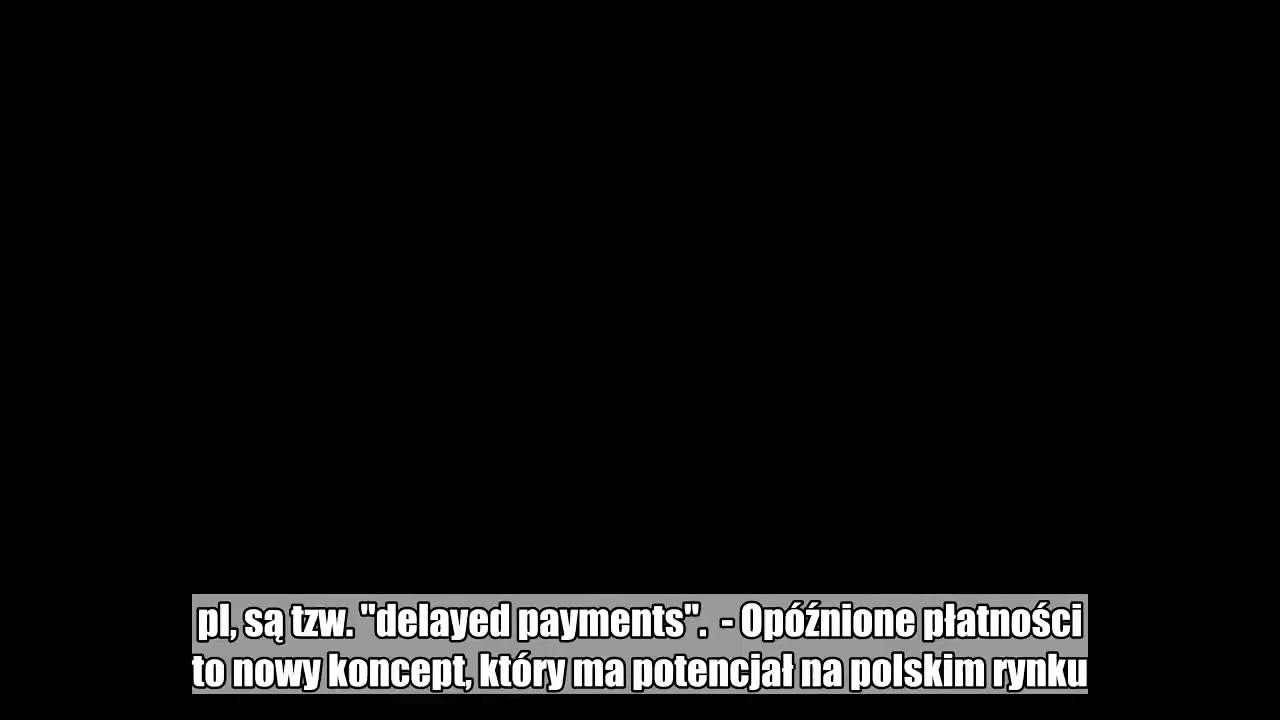 pl, są tzw. "delayed payments".  - Opóźnione płatności
to nowy koncept, który ma potencjał na polskim rynku